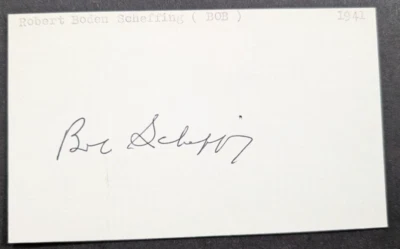 Robert Boden Scheffing ( BOB ) 1941
Bob Scheffing